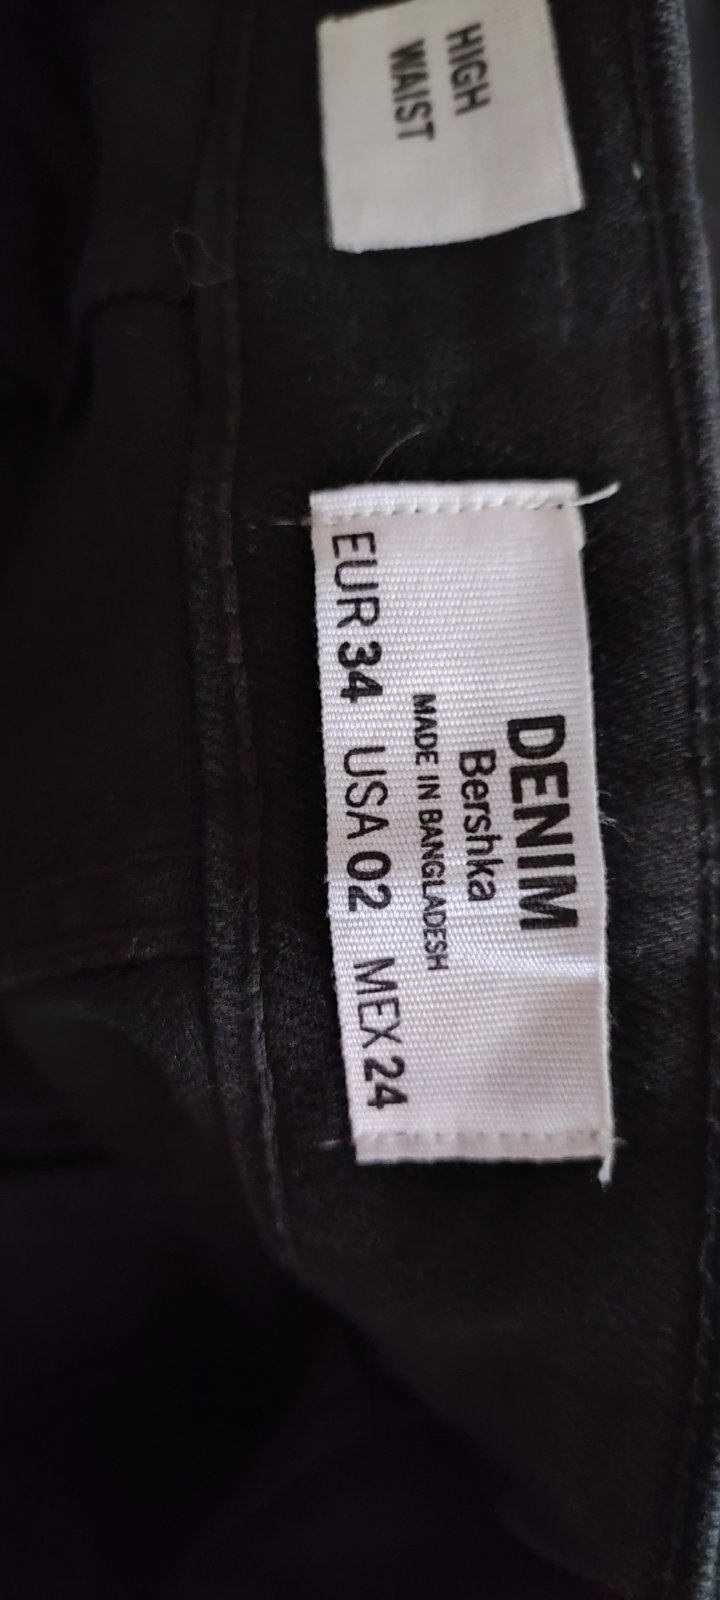 HIGH
WAIST
DENIM
Bershka
MADE IN BANGLADESH
EUR 34 USA 02 MEX 24